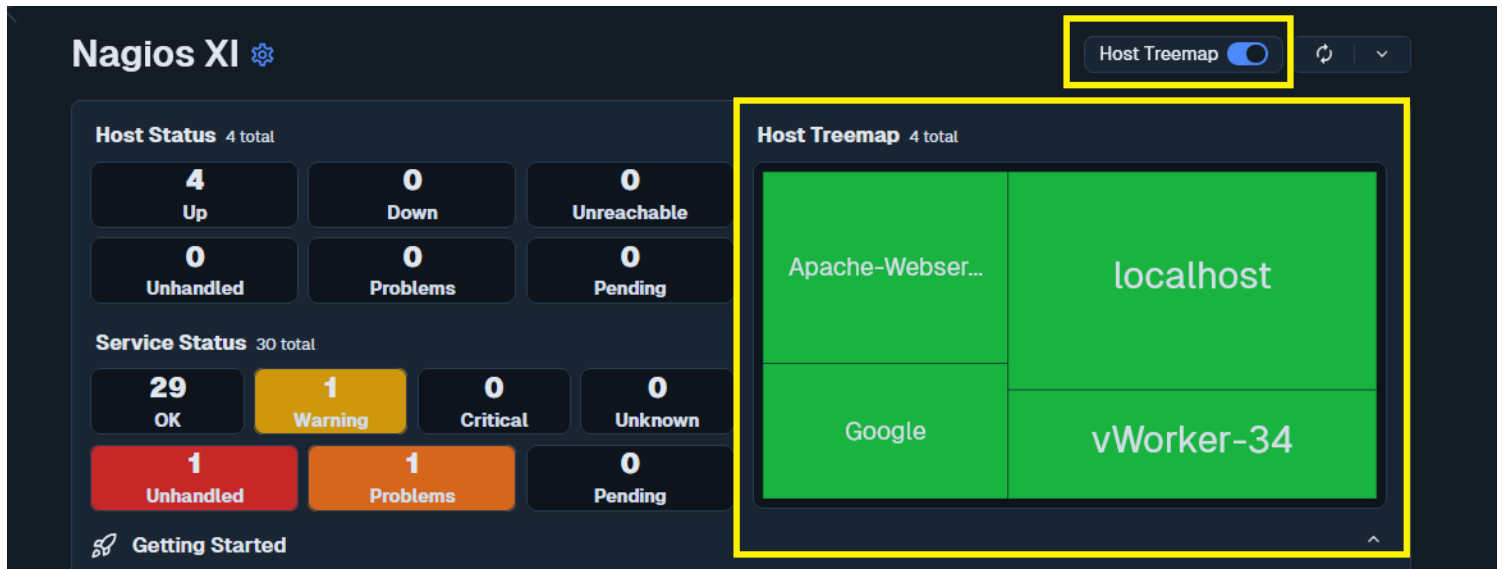 Nagios XI
Host Treemap
Host Status 4 total
4
Up
0
Down
0
Unreachable
0
Unhandled
0
Problems
0
Pending
Service Status 30 total
29
OK
1
Warning
0
Critical
0
Unknown
1
Unhandled
1
Problems
0
Pending
Host Treemap 4 total
Apache-Webser...
localhost
Google
vWorker-34
Getting Started